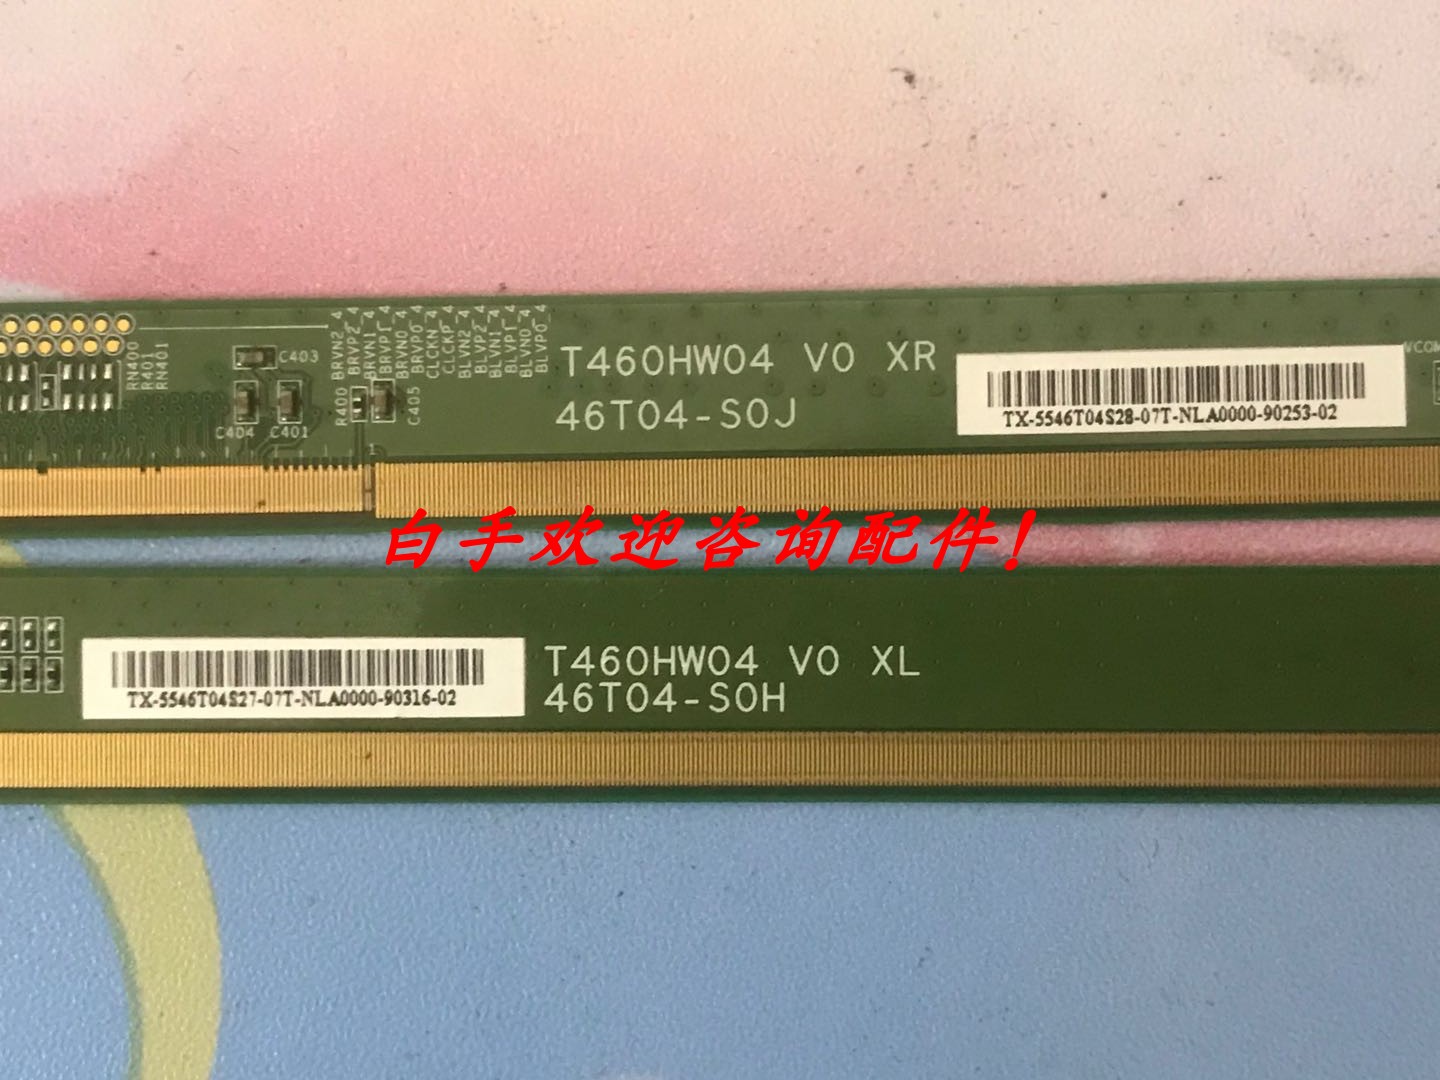 BRVN2_4
BRVP2_4
BRVN1_4
BRVP1_4
BRVN0_4
BRVP0_4
CLCKN_4
CLCKP_4
BLVN2_4
BLVP2_4
BLVN1_4
BLVP1_4
BLVN0_4
BLVP0_4
RN400
R401
RN401
C403
C404
C401
R400
C405
1
T460HW04 V0 XR
46T04-S0J
TX-5546T04S28-07T-NLA0000-90253-02
VCOM
白手欢迎咨询配件!
TX-5546T04S27-07T-NLA0000-90316-02
T460HW04 V0 XL
46T04-S0H